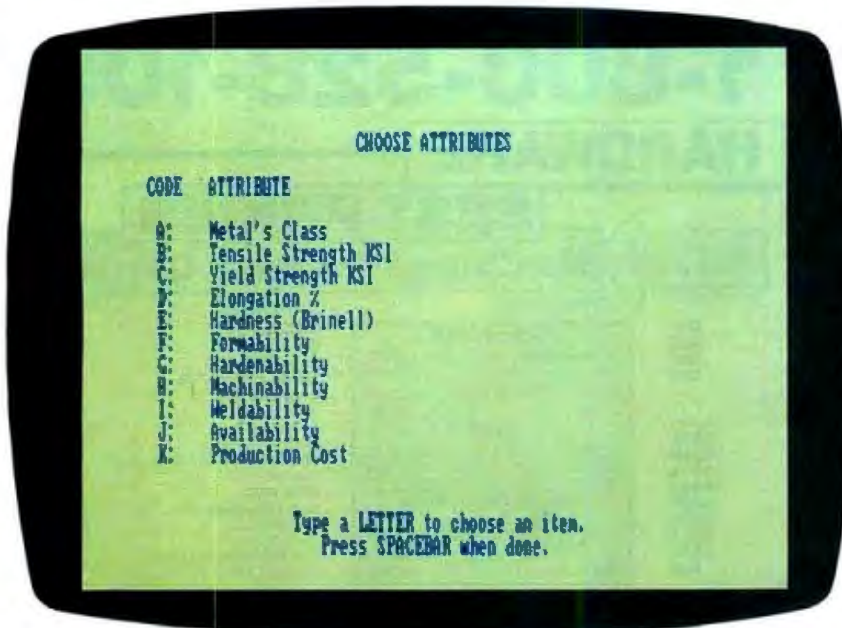 CHOOSE ATTRIBUTES
CODE ATTRIBUTE
A: Metal's Class
B: Tensile Strength KSI
C: Yield Strength KSI
D: Elongation %
E: Hardness (Brinell)
F: Formability
G: Hardenability
H: Machinability
I: Weldability
J: Availability
K: Production Cost
Type a LETTER to choose an item.
Press SPACEBAR when done.